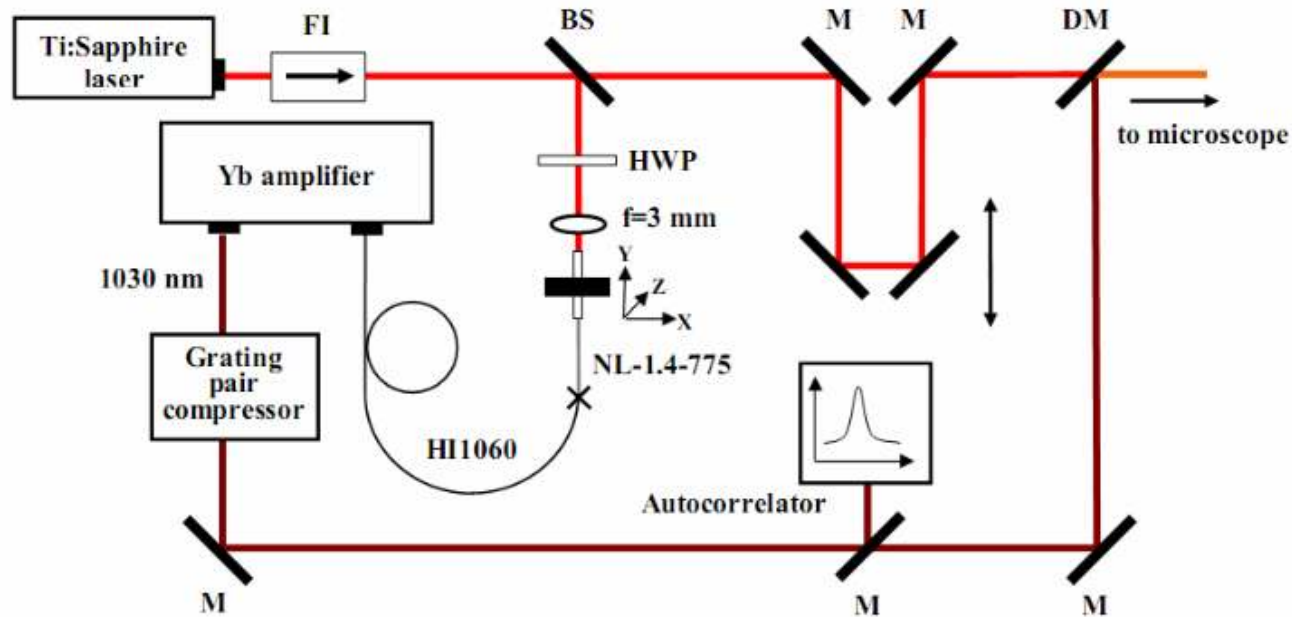 Ti:Sapphire
laser
FI
BS
M
M
DM
to microscope
Yb amplifier
HWP
f=3 mm
Y
Z
X
1030 nm
NL-1.4-775
Grating
pair
compressor
HI1060
Autocorrelator
M
M
M